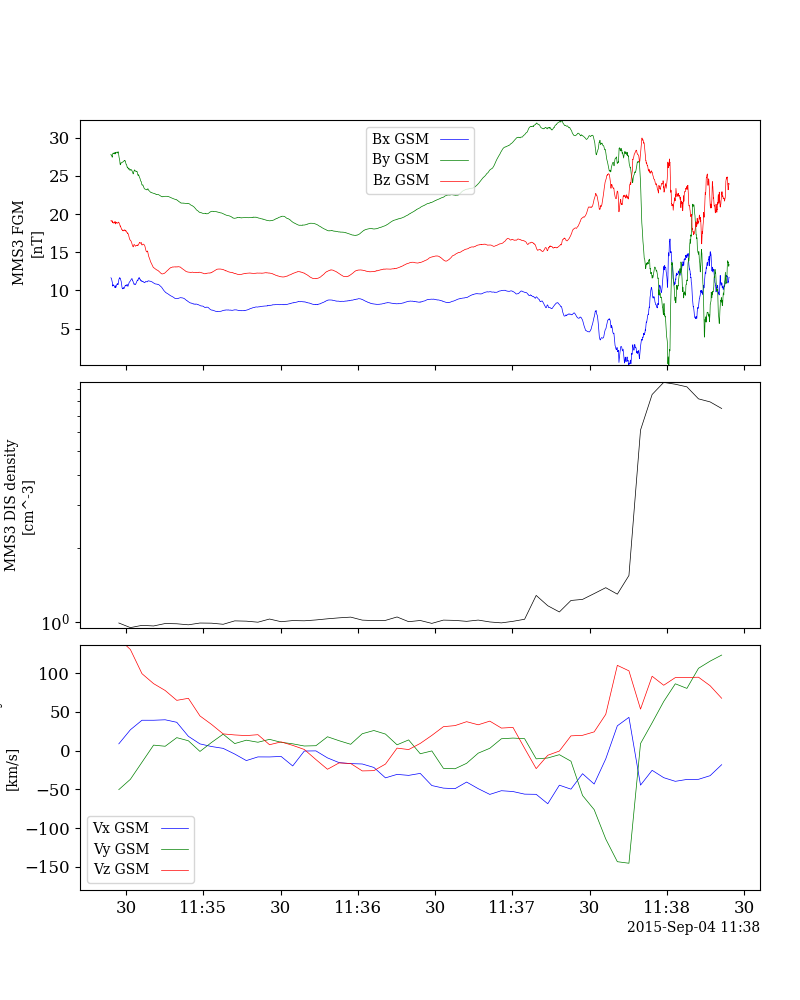 MMS3 FGM
[nT]
30
25
20
15
10
5
Bx GSM
By GSM
Bz GSM
MMS3 DIS density
[cm^-3]
10^0
[km/s]
100
50
0
−50
−100
−150
Vx GSM
Vy GSM
Vz GSM
30 11:35 30 11:36 30 11:37 30 11:38 30
2015-Sep-04 11:38